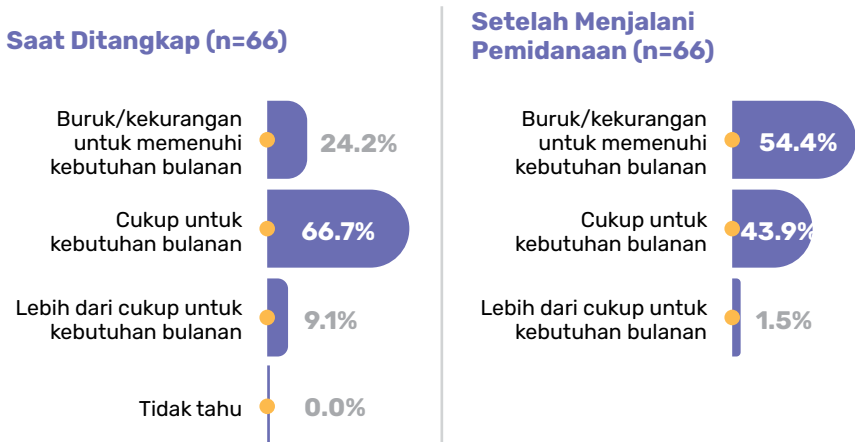 Saat Ditangkap (n=66)
Buruk/kekurangan
untuk memenuhi
kebutuhan bulanan
24.2%
Cukup untuk
kebutuhan bulanan
66.7%
Lebih dari cukup untuk
kebutuhan bulanan
9.1%
Tidak tahu
0.0%
Setelah Menjalani
Pemidanaan (n=66)
Buruk/kekurangan
untuk memenuhi
kebutuhan bulanan
54.4%
Cukup untuk
kebutuhan bulanan
43.9%
Lebih dari cukup untuk
kebutuhan bulanan
1.5%